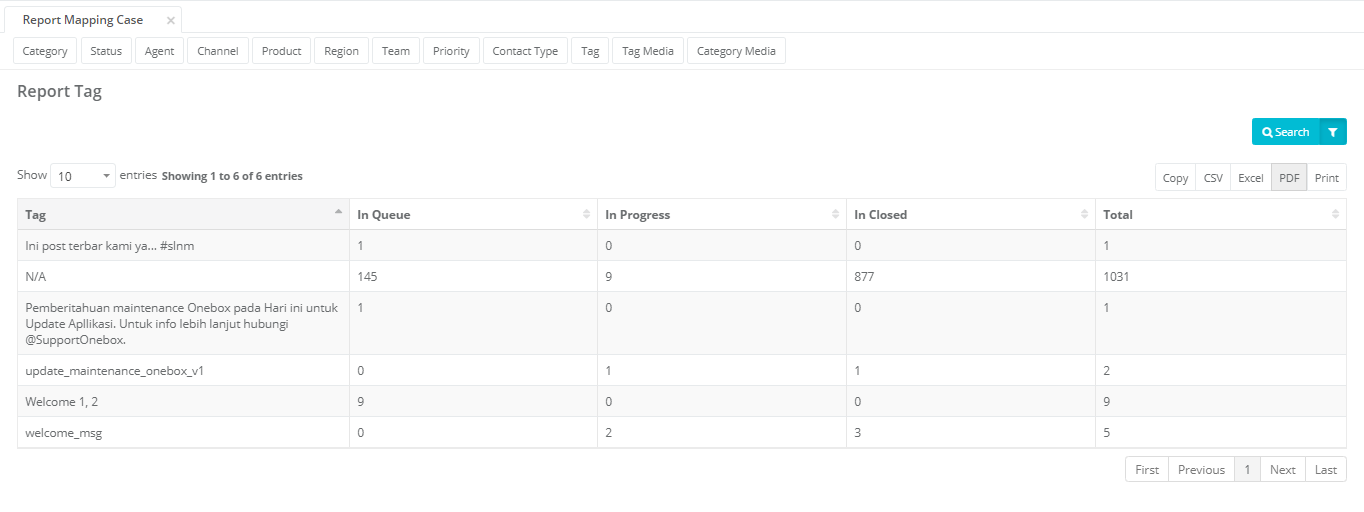 Report Mapping Case ×
Category Status Agent Channel Product Region Team Priority Contact Type Tag Tag Media Category Media
Report Tag
Search
Show 10 entries Showing 1 to 6 of 6 entries Copy CSV Excel PDF Print
Tag In Queue In Progress In Closed Total
Ini post terbar kami ya... #slnm 1 0 0 1
N/A 145 9 877 1031
Pemberitahuan maintenance Onebox pada Hari ini untuk 1 0 0 1
Update Apllikasi. Untuk info lebih lanjut hubungi
@SupportOnebox.
update_maintenance_onebox_v1 0 1 1 2
Welcome 1, 2 9 0 0 9
welcome_msg 0 2 3 5
First Previous 1 Next Last